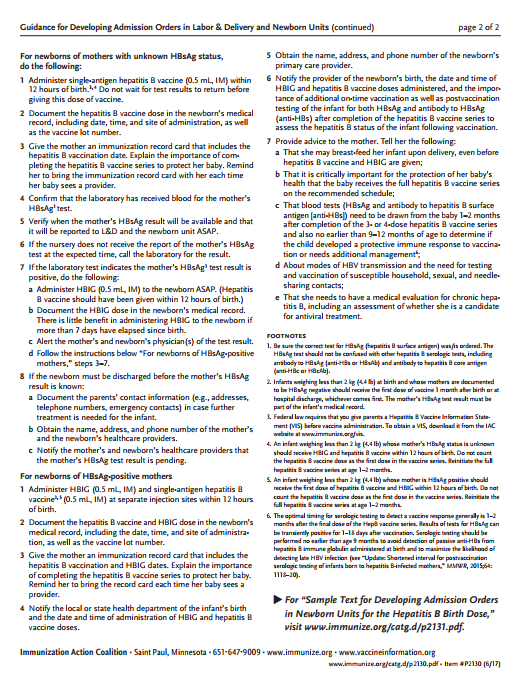 Guidance for Developing Admission Orders in Labor & Delivery and Newborn Units (continued)
page 2 of 2
For newborns of mothers with unknown HBsAg status,
do the following:
1 Administer single-antigen hepatitis B vaccine (0.5 mL, IM) within
12 hours of birth.3,4 Do not wait for test results to return before
giving this dose of vaccine.
2 Document the hepatitis B vaccine dose in the newborn's medical
record, including date, time, and site of administration, as well
as the vaccine lot number.
3 Give the mother an immunization record card that includes the
hepatitis B vaccination date. Explain the importance of com-
pleting the hepatitis B vaccine series to protect her baby. Remind
her to bring the immunization record card with her each time
her baby sees a provider.
4 Confirm that the laboratory has received blood for the mother's
HBsAg1 test.
5 Verify when the mother's HBsAg result will be available and that
it will be reported to L&D and the newborn unit ASAP.
6 If the nursery does not receive the report of the mother's HBsAg
test at the expected time, call the laboratory for the result.
7 If the laboratory test indicates the mother's HBsAg1 test result is
positive, do the following:
a Administer HBIG (0.5 mL, IM) to the newborn ASAP. (Hepatitis
B vaccine should have been given within 12 hours of birth.)
b Document the HBIG dose in the newborn's medical record.
There is little benefit in administering HBIG to the newborn if
more than 7 days have elapsed since birth.
c Alert the mother's and newborn's physician(s) of the test result.
d Follow the instructions below "For newborns of HBsAg-positive
mothers," steps 3–7.
8 If the newborn must be discharged before the mother's HBsAg
result is known:
a Document the parents' contact information (e.g., addresses,
telephone numbers, emergency contacts) in case further
treatment is needed for the infant.
b Obtain the name, address, and phone number of the mother's
and the newborn's healthcare providers.
c Notify the mother's and newborn's healthcare providers that
the mother's HBsAg test result is pending.
For newborns of HBsAg-positive mothers
1 Administer HBIG (0.5 mL, IM) and single-antigen hepatitis B
vaccine3,5 (0.5 mL, IM) at separate injection sites within 12 hours
of birth.
2 Document the hepatitis B vaccine and HBIG dose in the newborn's
medical record, including the date, time, and site of administra-
tion, as well as the vaccine lot number.
3 Give the mother an immunization record card that includes the
hepatitis B vaccination and HBIG dates. Explain the importance
of completing the hepatitis B vaccine series to protect her baby.
Remind her to bring the record card each time her baby sees a
provider.
4 Notify the local or state health department of the infant's birth
and the date and time of administration of HBIG and hepatitis B
vaccine doses.
5 Obtain the name, address, and phone number of the newborn's
primary care provider.
6 Notify the provider of the newborn's birth, the date and time of
HBIG and hepatitis B vaccine doses administered, and the impor-
tance of additional on-time vaccination as well as postvaccination
testing of the infant for both HBsAg and antibody to HBsAg
(anti-HBs) after completion of the hepatitis B vaccine series to
assess the hepatitis B status of the infant following vaccination.
7 Provide advice to the mother. Tell her the following:
a That she may breast-feed her infant upon delivery, even before
hepatitis B vaccine and HBIG are given;
b That it is critically important for the protection of her baby's
health that the baby receives the full hepatitis B vaccine series
on the recommended schedule;
c That blood tests (HBsAg and antibody to hepatitis B surface
antigen [anti-HBs]) need to be drawn from the baby 1–2 months
after completion of the 3- or 4-dose hepatitis B vaccine series
and also no earlier than 9–12 months of age to determine if
the child developed a protective immune response to vaccina-
tion or needs additional management6;
d About modes of HBV transmission and the need for testing
and vaccination of susceptible household, sexual, and needle-
sharing contacts;
e That she needs to have a medical evaluation for chronic hepa-
titis B, including an assessment of whether she is a candidate
for antiviral treatment.
FOOTNOTES
1. Be sure the correct test for HBsAg (hepatitis B surface antigen) was/is ordered. The
HBsAg test should not be confused with other hepatitis B serologic tests, including
antibody to HBsAg (anti-HBs or HBsAb) and antibody to hepatitis B core antigen
(anti-HBc or HBcAb).
2. Infants weighing less than 2 kg (4.4 lb) at birth and whose mothers are documented
to be HBsAg negative should receive the first dose of vaccine 1 month after birth or at
hospital discharge, whichever comes first. The mother's HBsAg test result must be
part of the infant's medical record.
3. Federal law requires that you give parents a Hepatitis B Vaccine Information State-
ment (VIS) before vaccine administration. To obtain a VIS, download it from the IAC
website at www.immunize.org/vis.
4. An infant weighing less than 2 kg (4.4 lb) whose mother's HBsAg status is unknown
should receive HBIG and hepatitis B vaccine within 12 hours of birth. Do not count
the hepatitis B vaccine dose as the first dose in the vaccine series. Reinitiate the full
hepatitis B vaccine series at age 1–2 months.
5. An infant weighing less than 2 kg (4.4 lb) whose mother is HBsAg positive should
receive the first dose of hepatitis B vaccine and HBIG within 12 hours of birth. Do not
count the hepatitis B vaccine dose as the first dose in the vaccine series. Reinitiate the
full hepatitis B vaccine series at age 1–2 months.
6. The optimal timing for serologic testing to detect a vaccine response generally is 1–2
months after the final dose of the HepB vaccine series. Results of tests for HBsAg can
be transiently positive for 1–18 days after vaccination. Serologic testing should be
performed no earlier than age 9 months to avoid detection of passive anti-HBs from
hepatitis B immune globulin administered at birth and to maximize the likelihood of
detecting late HBV infection (see "Update: Shortened interval for postvaccination
serologic testing of infants born to hepatitis B-infected mothers," MMWR, 2015;64:
1118–20).
▶ For "Sample Text for Developing Admission Orders
in Newborn Units for the Hepatitis B Birth Dose,"
visit www.immunize.org/catg.d/p2131.pdf.
Immunization Action Coalition • Saint Paul, Minnesota • 651-647-9009 • www.immunize.org • www.vaccineinformation.org
www.immunize.org/catg.d/p2130.pdf • Item #P2130 (6/17)